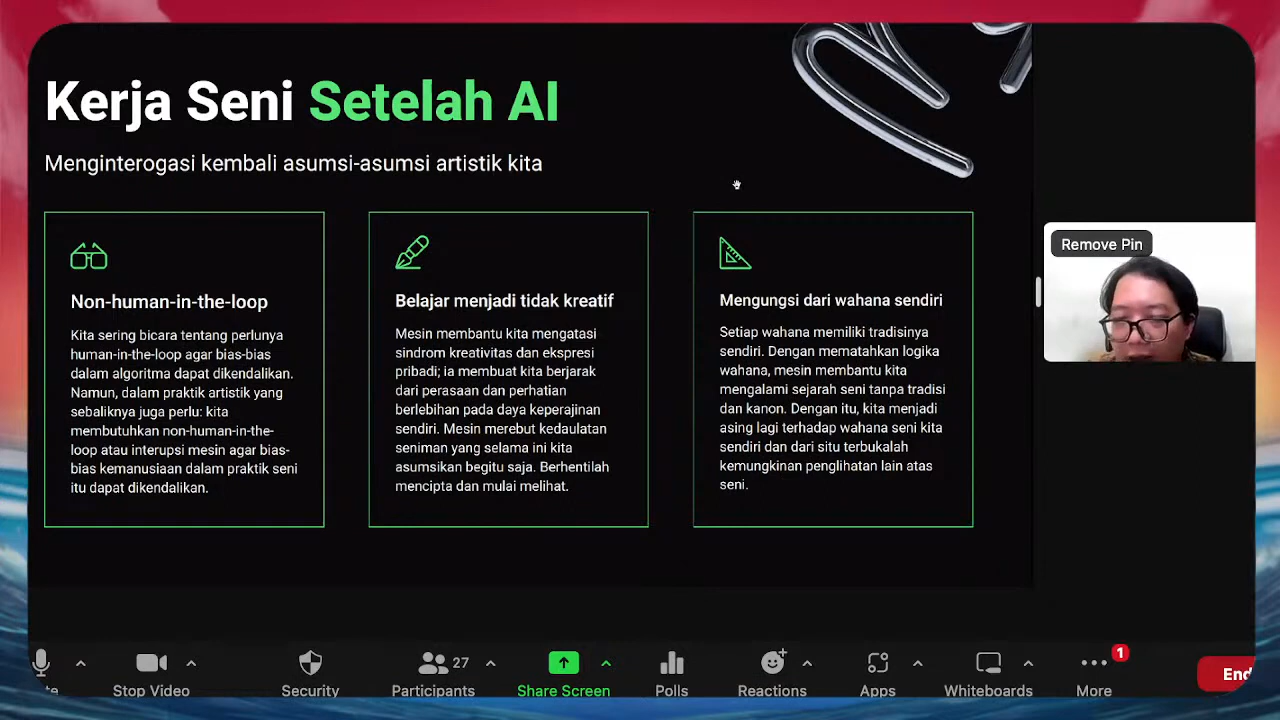 Kerja Seni Setelah AI
Menginterogasi kembali asumsi-asumsi artistik kita
Non-human-in-the-loop
Kita sering bicara tentang perlunya
human-in-the-loop agar bias-bias
dalam algoritma dapat dikendalikan.
Namun, dalam praktik artistik yang
sebaliknya juga perlu: kita
membutuhkan non-human-in-the-
loop atau interupsi mesin agar bias-
bias kemanusiaan dalam praktik seni
itu dapat dikendalikan.
Belajar menjadi tidak kreatif
Mesin membantu kita mengatasi
sindrom kreativitas dan ekspresi
pribadi; ia membuat kita berjarak
dari perasaan dan perhatian
berlebihan pada daya keperajinan
sendiri. Mesin merebut kedaulatan
seniman yang selama ini kita
asumsikan begitu saja. Berhentilah
mencipta dan mulai melihat.
Mengungsi dari wahana sendiri
Setiap wahana memiliki tradisinya
sendiri. Dengan mematahkan logika
wahana, mesin membantu kita
mengalami sejarah seni tanpa tradisi
dan kanon. Dengan itu, kita menjadi
asing lagi terhadap wahana seni kita
sendiri dan dari situ terbukalah
kemungkinan penglihatan lain atas
seni.
Remove Pin
27
1
Stop Video
Security
Participants
Share Screen
Polls
Reactions
Apps
Whiteboards
More
End